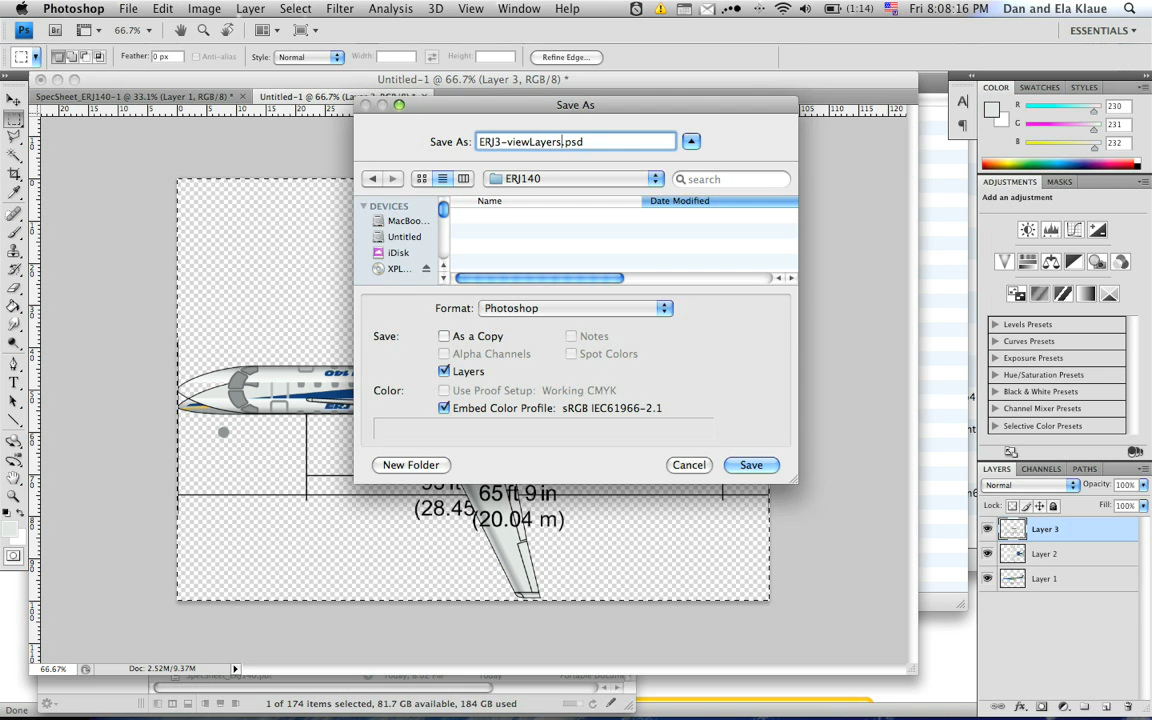 Photoshop File Edit Image Layer Select Filter Analysis 3D View Window Help (1:14) Fri 8:08:16 PM Dan and Ela Klaue
Ps Br 66.7% ESSENTIALS
Feather: 0 px Anti-alias Style: Normal Width: Height: Refine Edge...
Untitled-1 @ 66.7% (Layer 3, RGB/8) *
SpecSheet_ERJ140-1 @ 33.1% (Layer 1, RGB/8) *
Save As
Save As: ERJ3-viewLayers.psd
ERJ140
search
DEVICES
MacBoo...
Untitled
iDisk
XPL...
Name Date Modified
Format: Photoshop
Save: As a Copy Notes
Alpha Channels Spot Colors
Layers
Color: Use Proof Setup: Working CMYK
Embed Color Profile: sRGB IEC61966-2.1
New Folder Cancel Save
140
65 ft 9 in
(28.45
(20.04 m)
66.67% Doc: 2.52M/9.37M
1 of 174 items selected, 81.7 GB available, 184 GB used
Done
COLOR SWATCHES STYLES
R 230
G 231
B 232
ADJUSTMENTS MASKS
Add an adjustment
Levels Presets
Curves Presets
Exposure Presets
Hue/Saturation Presets
Black & White Presets
Channel Mixer Presets
Selective Color Presets
LAYERS CHANNELS PATHS
Normal Opacity: 100%
Lock: Fill: 100%
Layer 3
Layer 2
Layer 1